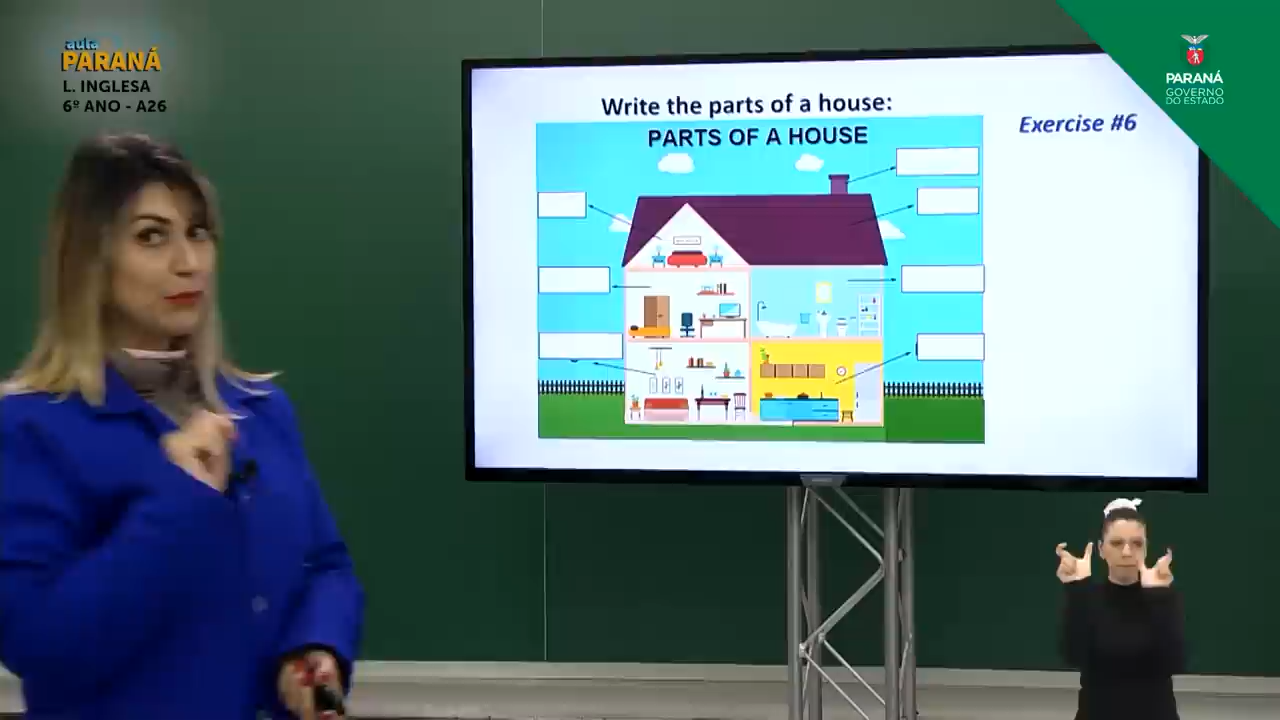 aula
PARANÁ
L. INGLESA
6º ANO - A26
Write the parts of a house:
PARTS OF A HOUSE
Exercise #6
PARANÁ
GOVERNO
DO ESTADO